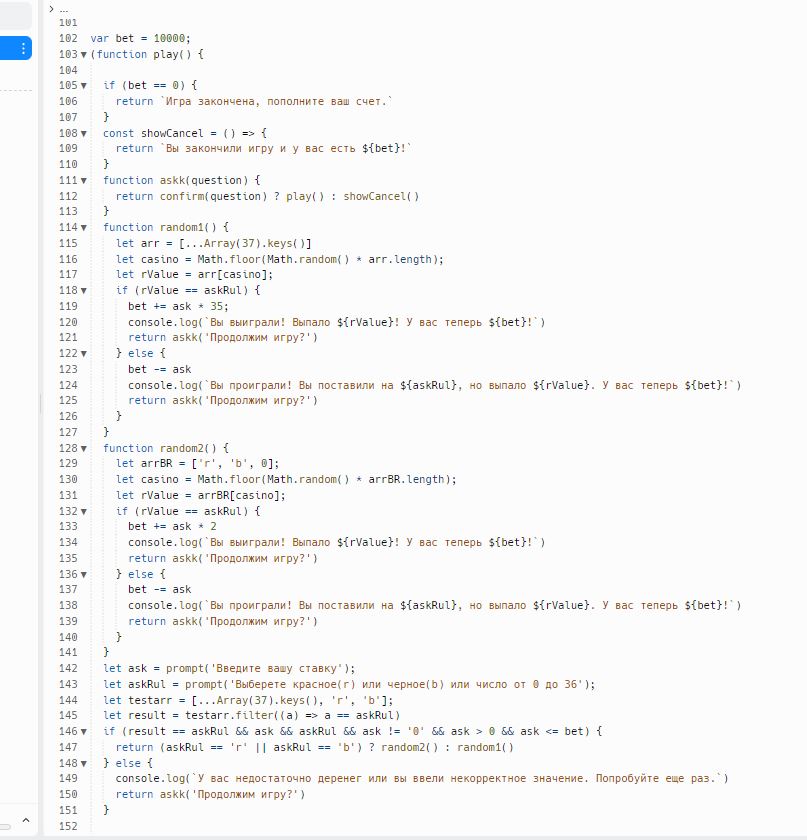 > ...
101
102 var bet = 10000;
103 ▼ (function play() {
104
105 ▼ if (bet == 0) {
106 return `Игра закончена, пополните ваш счет.`
107 }
108 ▼ const showCancel = () => {
109 return `Вы закончили игру и у вас есть ${bet}!`
110 }
111 ▼ function askk(question) {
112 return confirm(question) ? play() : showCancel()
113 }
114 ▼ function random1() {
115 let arr = [...Array(37).keys()]
116 let casino = Math.floor(Math.random() * arr.length);
117 let rValue = arr[casino];
118 ▼ if (rValue == askRul) {
119 bet += ask * 35;
120 console.log(`Вы выиграли! Выпало ${rValue}! У вас теперь ${bet}!`)
121 return askk('Продолжим игру?')
122 ▼ } else {
123 bet -= ask
124 console.log(`Вы проиграли! Вы поставили на ${askRul}, но выпало ${rValue}. У вас теперь ${bet}!`)
125 return askk('Продолжим игру?')
126 }
127 }
128 ▼ function random2() {
129 let arrBR = ['r', 'b', 0];
130 let casino = Math.floor(Math.random() * arrBR.length);
131 let rValue = arrBR[casino];
132 ▼ if (rValue == askRul) {
133 bet += ask * 2
134 console.log(`Вы выиграли! Выпало ${rValue}! У вас теперь ${bet}!`)
135 return askk('Продолжим игру?')
136 ▼ } else {
137 bet -= ask
138 console.log(`Вы проиграли! Вы поставили на ${askRul}, но выпало ${rValue}. У вас теперь ${bet}!`)
139 return askk('Продолжим игру?')
140 }
141 }
142 let ask = prompt('Введите вашу ставку');
143 let askRul = prompt('Выберете красное(r) или черное(b) или число от 0 до 36');
144 let testarr = [...Array(37).keys(), 'r', 'b'];
145 let result = testarr.filter((a) => a == askRul)
146 ▼ if (result == askRul && ask && askRul && ask != '0' && ask > 0 && ask <= bet) {
147 return (askRul == 'r' || askRul == 'b') ? random2() : random1()
148 ▼ } else {
149 console.log(`У вас недостаточно деренег или вы ввели некорректное значение. Попробуйте еще раз.`)
150 return askk('Продолжим игру?')
151 }
152